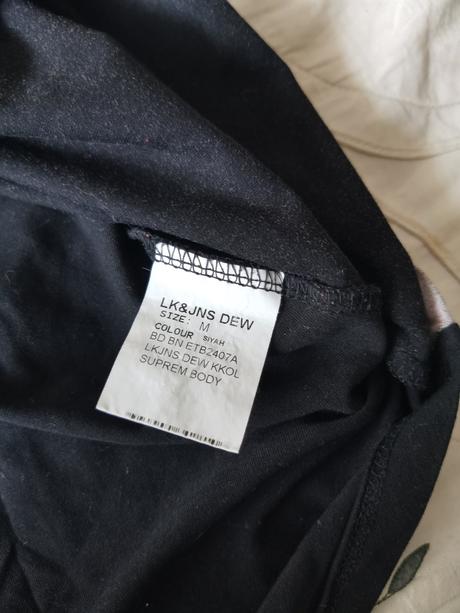 LK&JNS DEW
SIZE: M
COLOUR SIYAH
BD BN ETB2407A
LKJNS DEW KKOL
SUPREM BODY